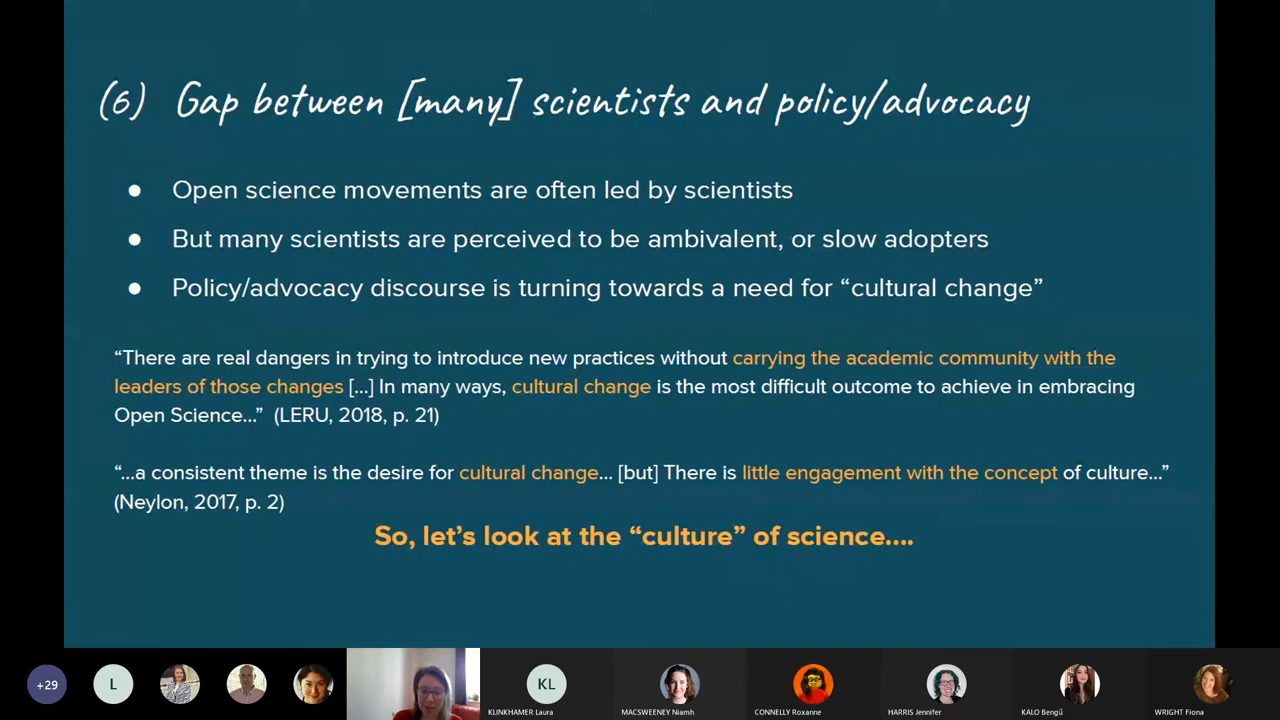 (6) Gap between [many] scientists and policy/advocacy
● Open science movements are often led by scientists
● But many scientists are perceived to be ambivalent, or slow adopters
● Policy/advocacy discourse is turning towards a need for “cultural change”
“There are real dangers in trying to introduce new practices without carrying the academic community with the
leaders of those changes [...] In many ways, cultural change is the most difficult outcome to achieve in embracing
Open Science...” (LERU, 2018, p. 21)
“...a consistent theme is the desire for cultural change... [but] There is little engagement with the concept of culture...”
(Neylon, 2017, p. 2)
So, let’s look at the “culture” of science....
+29
L
KL
KLINKHAMER Laura
MACSWEENEY Niamh
CONNELLY Roxanne
HARRIS Jennifer
KALO Bengü
WRIGHT Fiona